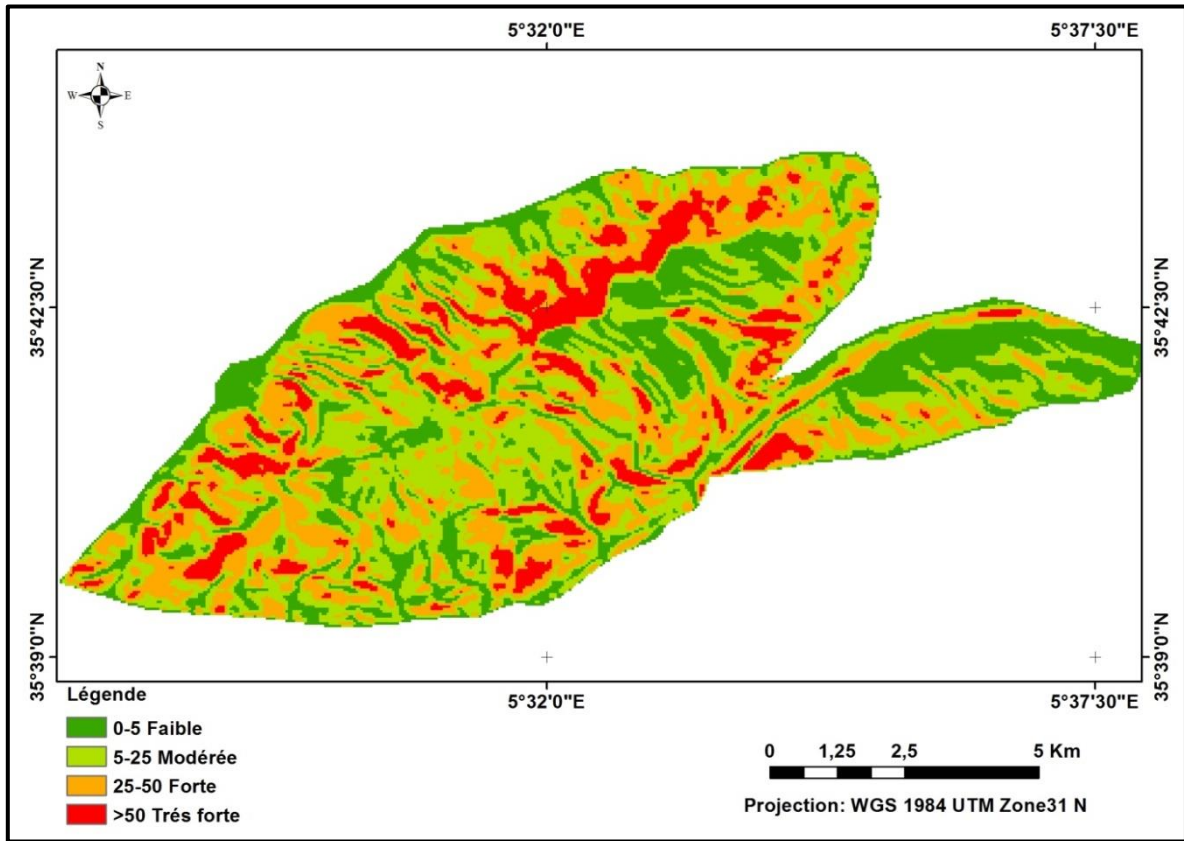 5°32'0"E 5°37'30"E
N
W E
S
35°42'30"N 35°42'30"N
35°39'0"N 35°39'0"N
5°32'0"E 5°37'30"E
Légende
0-5 Faible
5-25 Modérée
25-50 Forte
>50 Trés forte
0 1,25 2,5 5 Km
Projection: WGS 1984 UTM Zone31 N